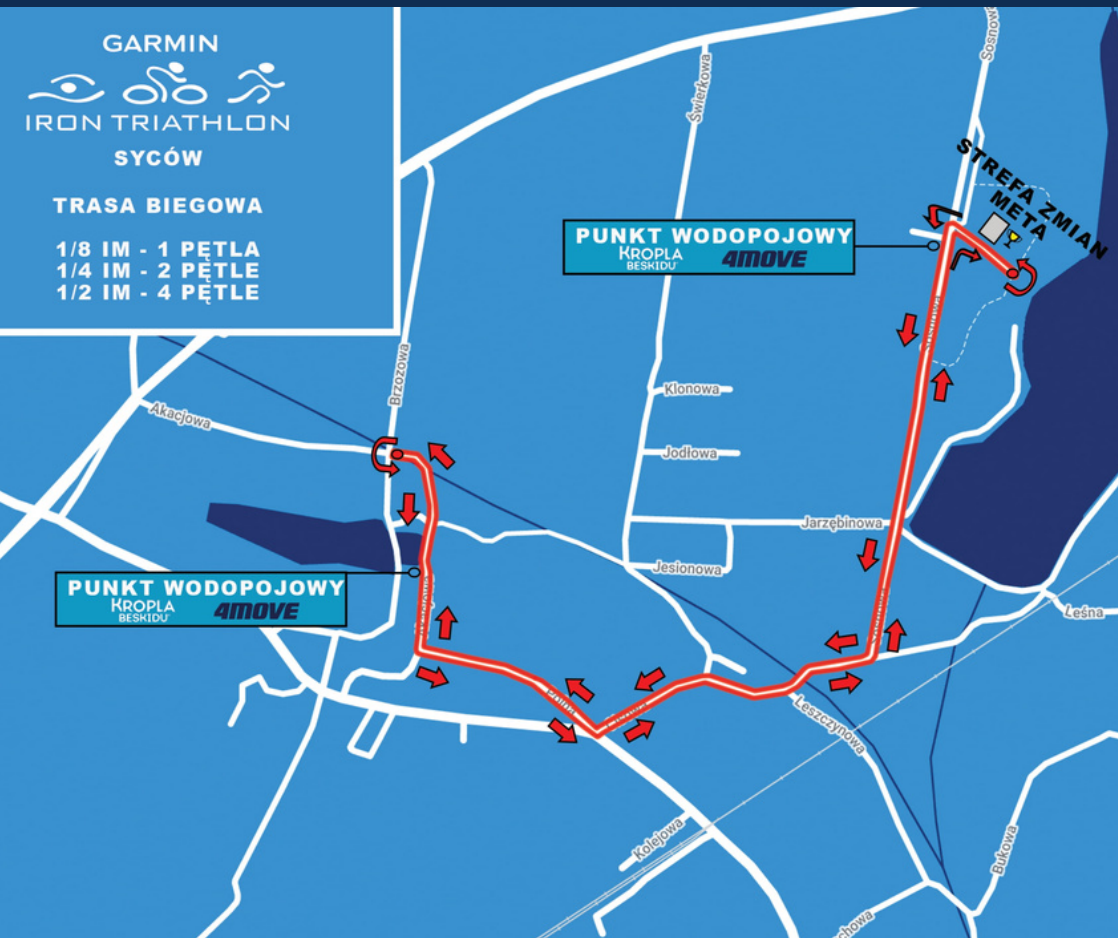 GARMIN
IRON TRIATHLON
SYCÓW
TRASA BIEGOWA
1/8 IM - 1 PĘTLA
1/4 IM - 2 PĘTLE
1/2 IM - 4 PĘTLE
Sosnowa
Świerkowa
STREFA ZMIAN
META
PUNKT WODOPOJOWY
KROPLA
BESKIDU
4MOVE
Brzozowa
Klonowa
Akacjowa
Jodłowa
Jarzębinowa
Jesionowa
PUNKT WODOPOJOWY
KROPLA
BESKIDU
4MOVE
Leśna
Polna
Leszczynowa
Kolejowa
Bukowa